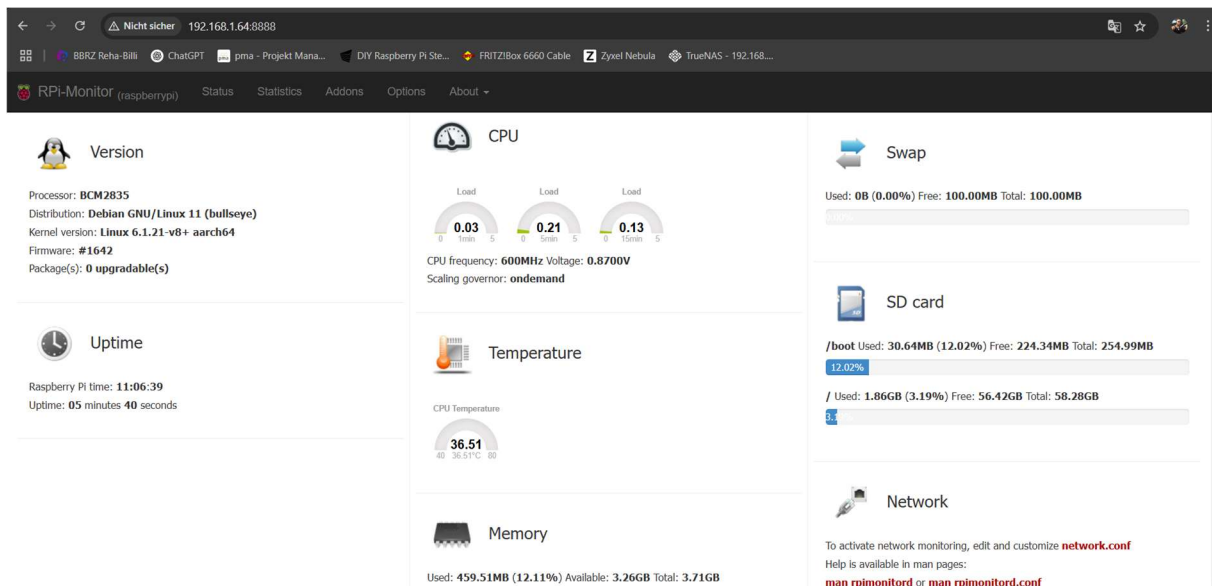 Nicht sicher 192.168.1.64:8888
BBRZ Reha-Billi ChatGPT pma - Projekt Mana... DIY Raspberry Pi Ste... FRITZ!Box 6660 Cable Zyxel Nebula TrueNAS - 192.168....
RPi-Monitor (raspberrypi) Status Statistics Addons Options About
Version
Processor: BCM2835
Distribution: Debian GNU/Linux 11 (bullseye)
Kernel version: Linux 6.1.21-v8+ aarch64
Firmware: #1642
Package(s): 0 upgradable(s)
Uptime
Raspberry Pi time: 11:06:39
Uptime: 05 minutes 40 seconds
CPU
Load Load Load
0.03 0.21 0.13
0 1min 5 0 5min 5 0 15min 5
CPU frequency: 600MHz Voltage: 0.8700V
Scaling governor: ondemand
Temperature
CPU Temperature
36.51
40 36.51°C 80
Memory
Used: 459.51MB (12.11%) Available: 3.26GB Total: 3.71GB
Swap
Used: 0B (0.00%) Free: 100.00MB Total: 100.00MB
0.00%
SD card
/boot Used: 30.64MB (12.02%) Free: 224.34MB Total: 254.99MB
12.02%
/ Used: 1.86GB (3.19%) Free: 56.42GB Total: 58.28GB
Network
To activate network monitoring, edit and customize network.conf
Help is available in man pages:
man rpimonitord or man rpimonitord.conf